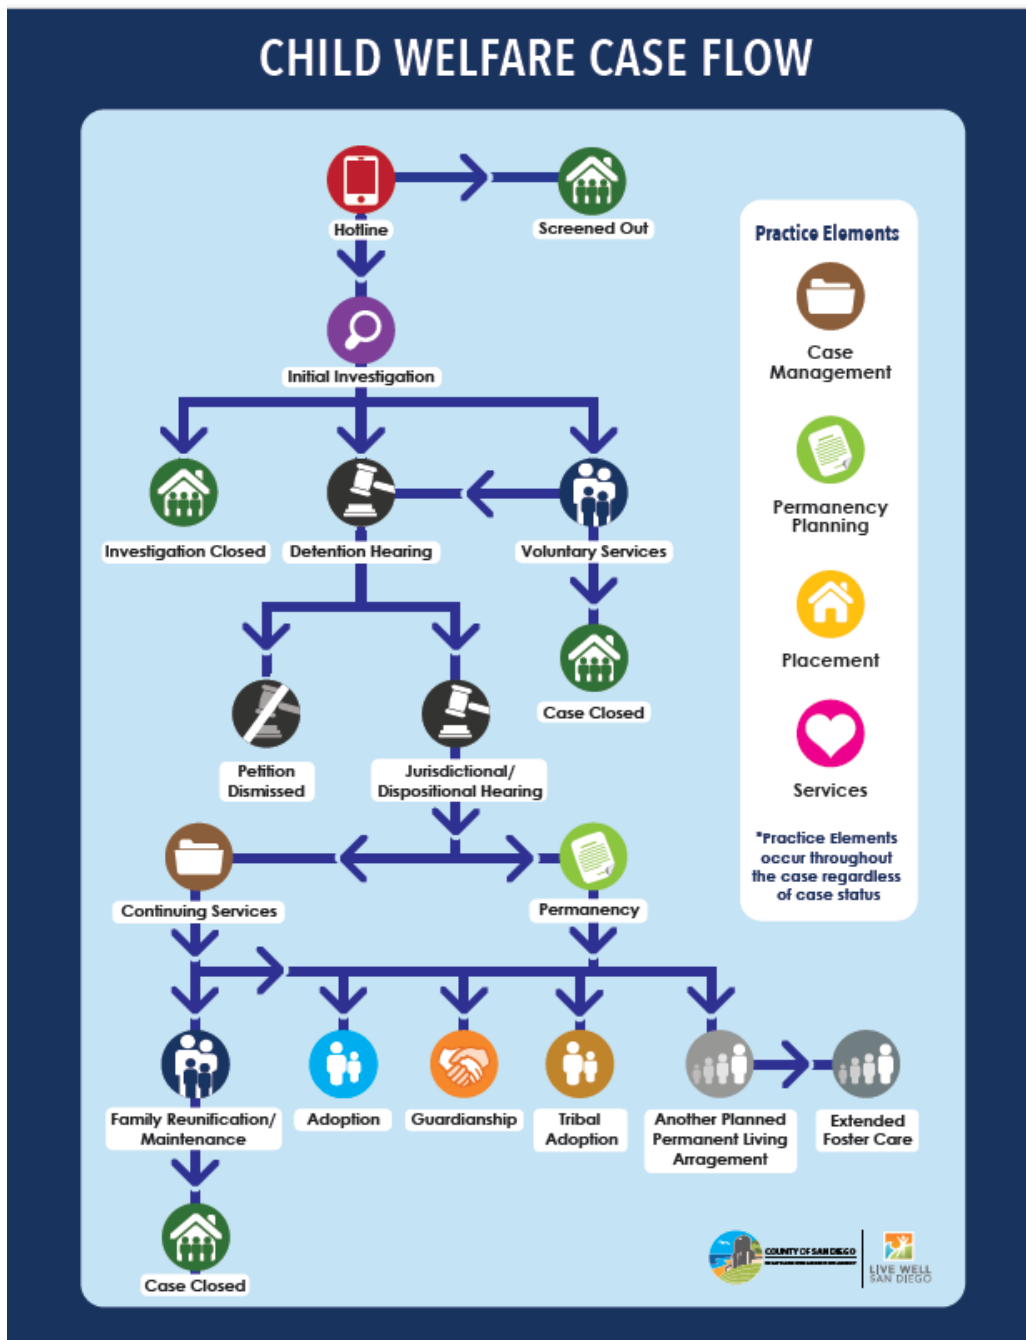 CHILD WELFARE CASE FLOW
Hotline
Screened Out
Initial Investigation
Investigation Closed
Detention Hearing
Voluntary Services
Case Closed
Petition
Dismissed
Jurisdictional/
Dispositional Hearing
Continuing Services
Permanency
Family Reunification/
Maintenance
Adoption
Guardianship
Tribal
Adoption
Another Planned
Permanent Living
Arragement
Extended
Foster Care
Case Closed
Practice Elements
Case
Management
Permanency
Planning
Placement
Services
*Practice Elements
occur throughout
the case regardless
of case status
COUNTY OF SAN DIEGO
LIVE WELL
SAN DIEGO